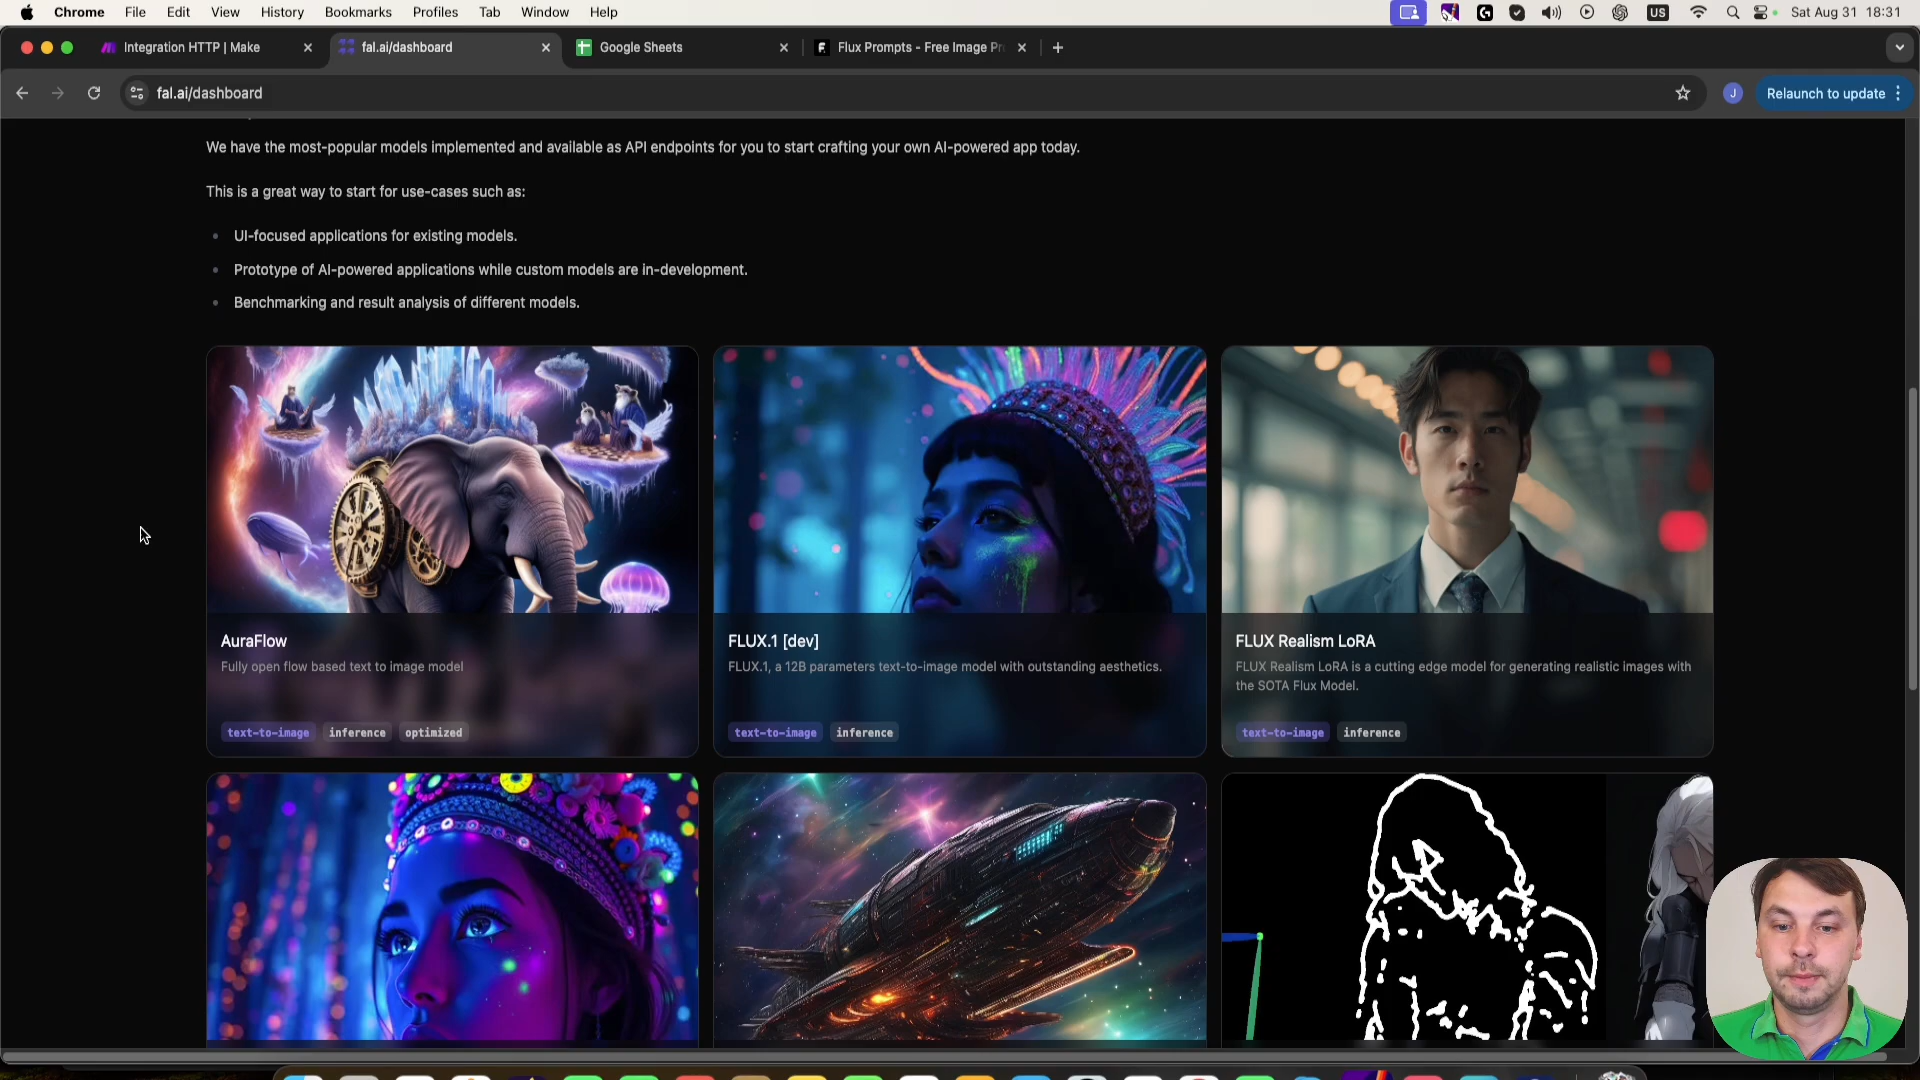 Chrome File Edit View History Bookmarks Profiles Tab Window Help US Sat Aug 31 18:31
Integration HTTP | Make fal.ai/dashboard Google Sheets Flux Prompts - Free Image Pr
fal.ai/dashboard J Relaunch to update
We have the most-popular models implemented and available as API endpoints for you to start crafting your own AI-powered app today.
This is a great way to start for use-cases such as:
UI-focused applications for existing models.
Prototype of AI-powered applications while custom models are in-development.
Benchmarking and result analysis of different models.
AuraFlow
Fully open flow based text to image model
text-to-image inference optimized
FLUX.1 [dev]
FLUX.1, a 12B parameters text-to-image model with outstanding aesthetics.
text-to-image inference
FLUX Realism LoRA
FLUX Realism LoRA is a cutting edge model for generating realistic images with
the SOTA Flux Model.
text-to-image inference